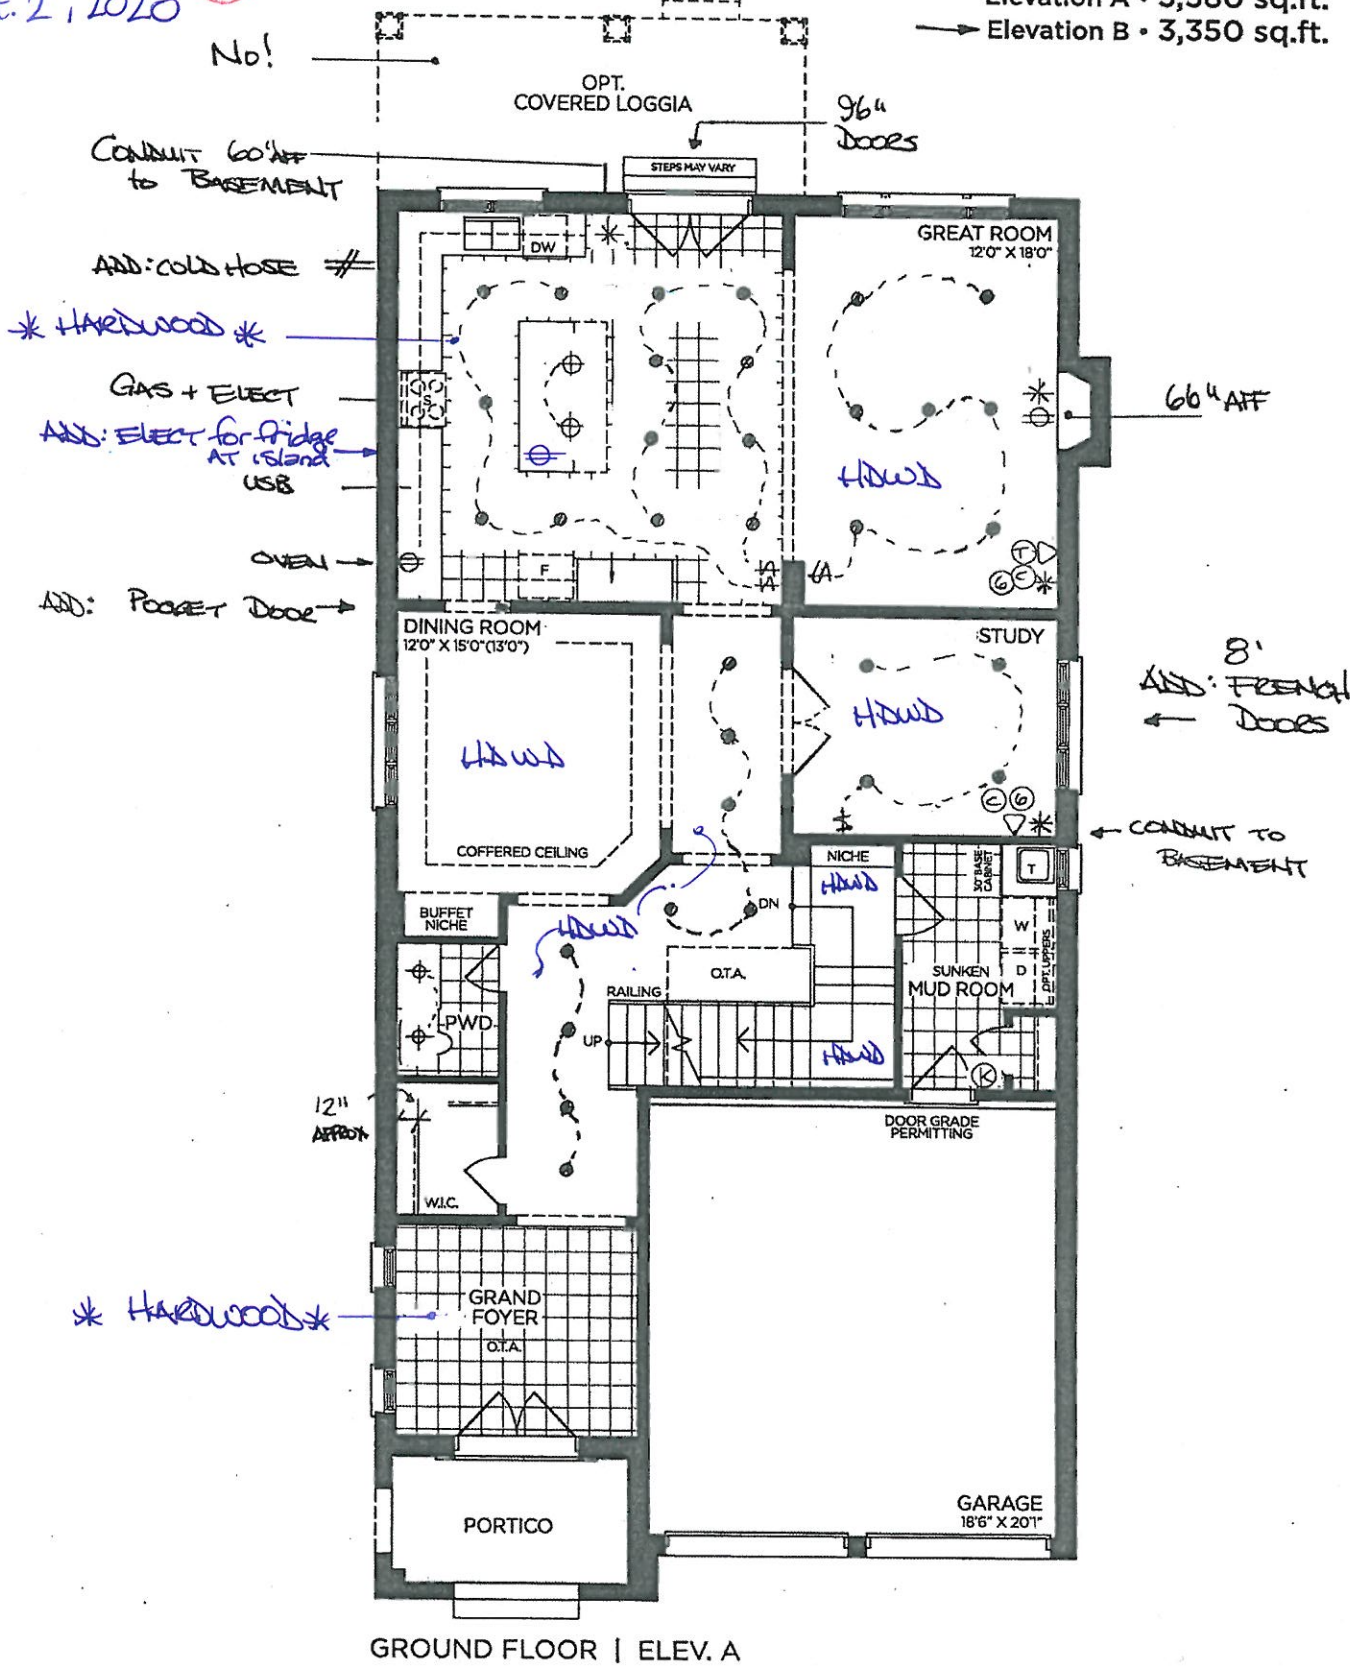 2, 2020
Elevation B • 3,350 sq.ft.
No!
OPT.
COVERED LOGGIA
96"
DOORS
CONDUIT 60"AFF
to BASEMENT
STEPS MAY VARY
DW
GREAT ROOM
12'0" X 18'0"
ADD: COLD HOSE
* HARDWOOD *
GAS + ELECT
S
66" AFF
ADD: ELECT for fridge
AT island
USB
HDWD
OVEN
F
T
6 C
ADD: POCKET DOOR
DINING ROOM
12'0" X 15'0"(13'0")
STUDY
8'
ADD: FRENCH
DOORS
HDWD
HDWD
C 6
COFFERED CEILING
CONDUIT TO
BASEMENT
NICHE
HDWD
30" BASE
CABINET
T
BUFFET
NICHE
DN
HDWD
W
D
OPT. UPPERS
O.T.A.
SUNKEN
MUD ROOM
RAILING
PWD
UP
HDWD
K
12"
APPROX
DOOR GRADE
PERMITTING
W.I.C.
* HARDWOOD *
GRAND
FOYER
O.T.A.
PORTICO
GARAGE
18'6" X 20'1"
GROUND FLOOR | ELEV. A